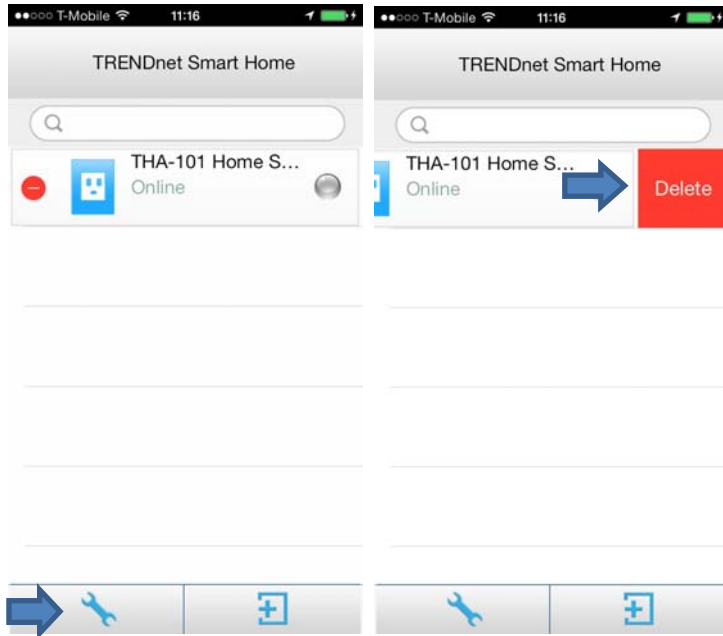 ●●○○○ T-Mobile 11:16
TRENDnet Smart Home
THA-101 Home S...
Online
●●○○○ T-Mobile 11:16
TRENDnet Smart Home
THA-101 Home S...
Online
Delete